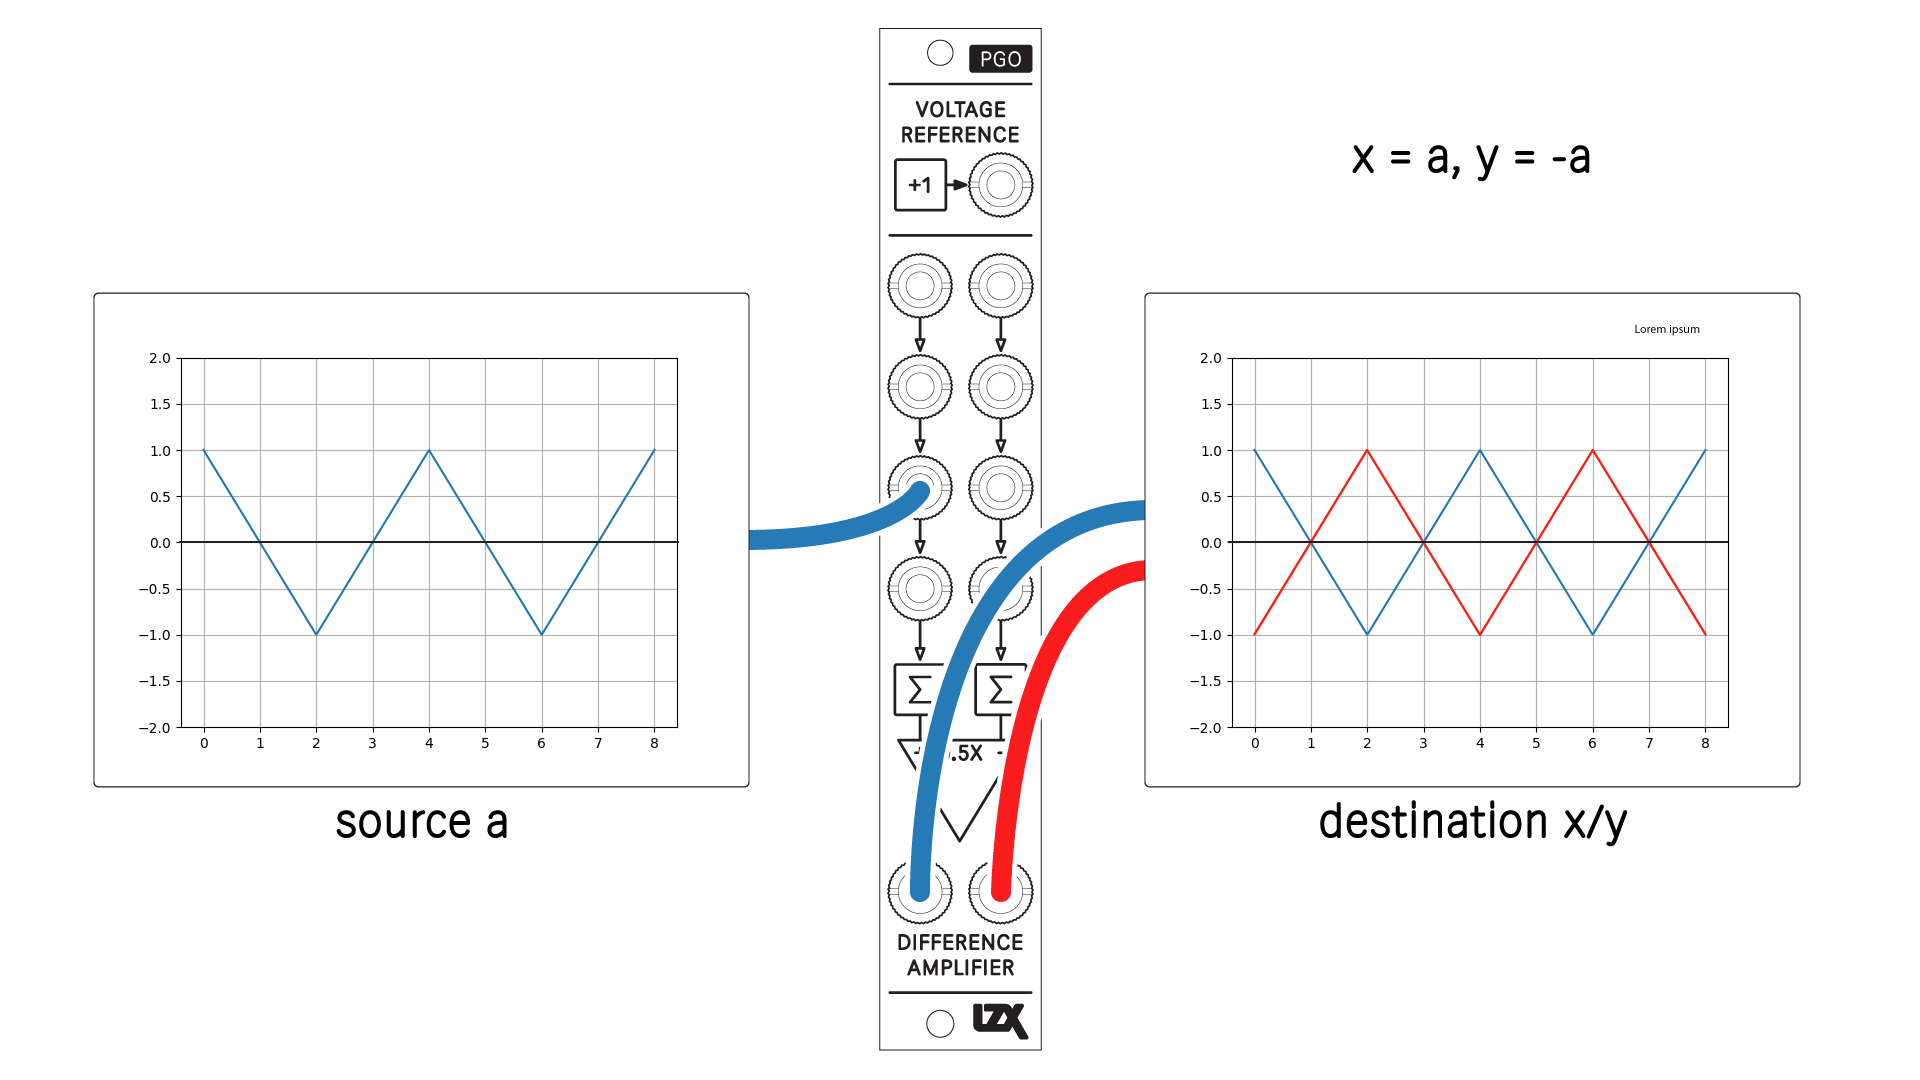 PGO
VOLTAGE
REFERENCE
+1
x = a, y = -a
Lorem ipsum
2.0
1.5
1.0
0.5
0.0
−0.5
−1.0
−1.5
−2.0
0 1 2 3 4 5 6 7 8
source a
2.0
1.5
1.0
0.5
0.0
−0.5
−1.0
−1.5
−2.0
0 1 2 3 4 5 6 7 8
destination x/y
Σ Σ
.5X -
DIFFERENCE
AMPLIFIER
LZX